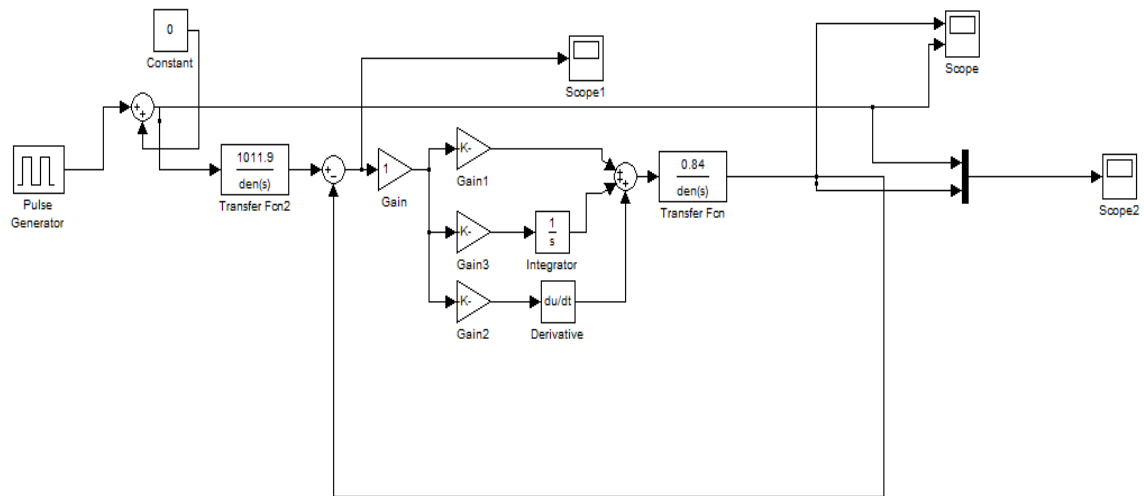 0
Constant
+
+
Pulse
Generator
1011.9
den(s)
Transfer Fcn2
+
−
1
Gain
Scope1
K-
Gain1
K-
Gain3
1
s
Integrator
K-
Gain2
du/dt
Derivative
+
+
+
0.84
den(s)
Transfer Fcn
Scope
Scope2